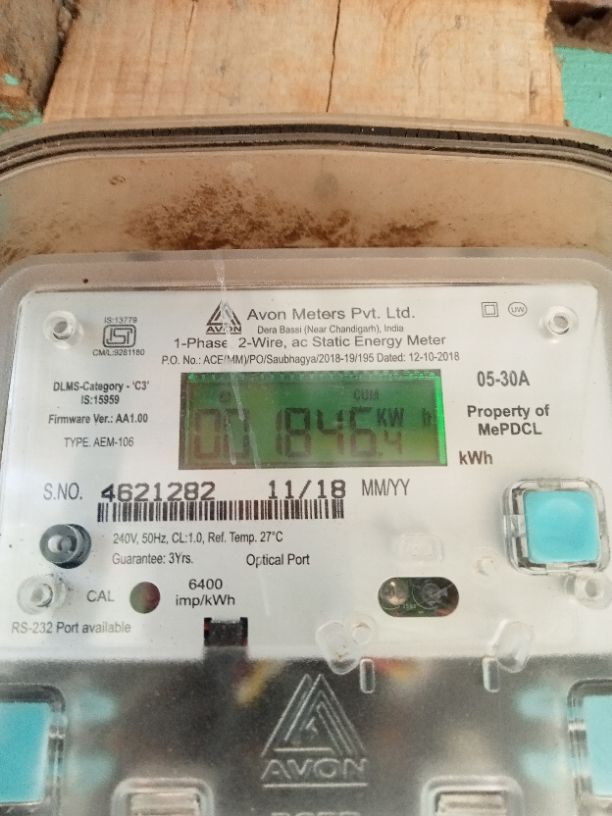 IS:13779
CM/L:9281180
AVON
Avon Meters Pvt. Ltd.
Dera Bassi (Near Chandigarh), India
1-Phase 2-Wire, ac Static Energy Meter
P.O. No.: ACE(MM)/PO/Saubhagya/2018-19/195 Dated: 12-10-2018
UW
DLMS-Category - 'C3'
IS:15959
Firmware Ver.: AA1.00
TYPE. AEM-106
CUM
001846.4 KW h
05-30A
Property of
MePDCL
kWh
S.NO. 4621282 11/18 MM/YY
240V, 50Hz, CL:1.0, Ref. Temp. 27°C
Guarantee: 3Yrs. Optical Port
CAL
6400
imp/kWh
RS-232 Port available
AVON